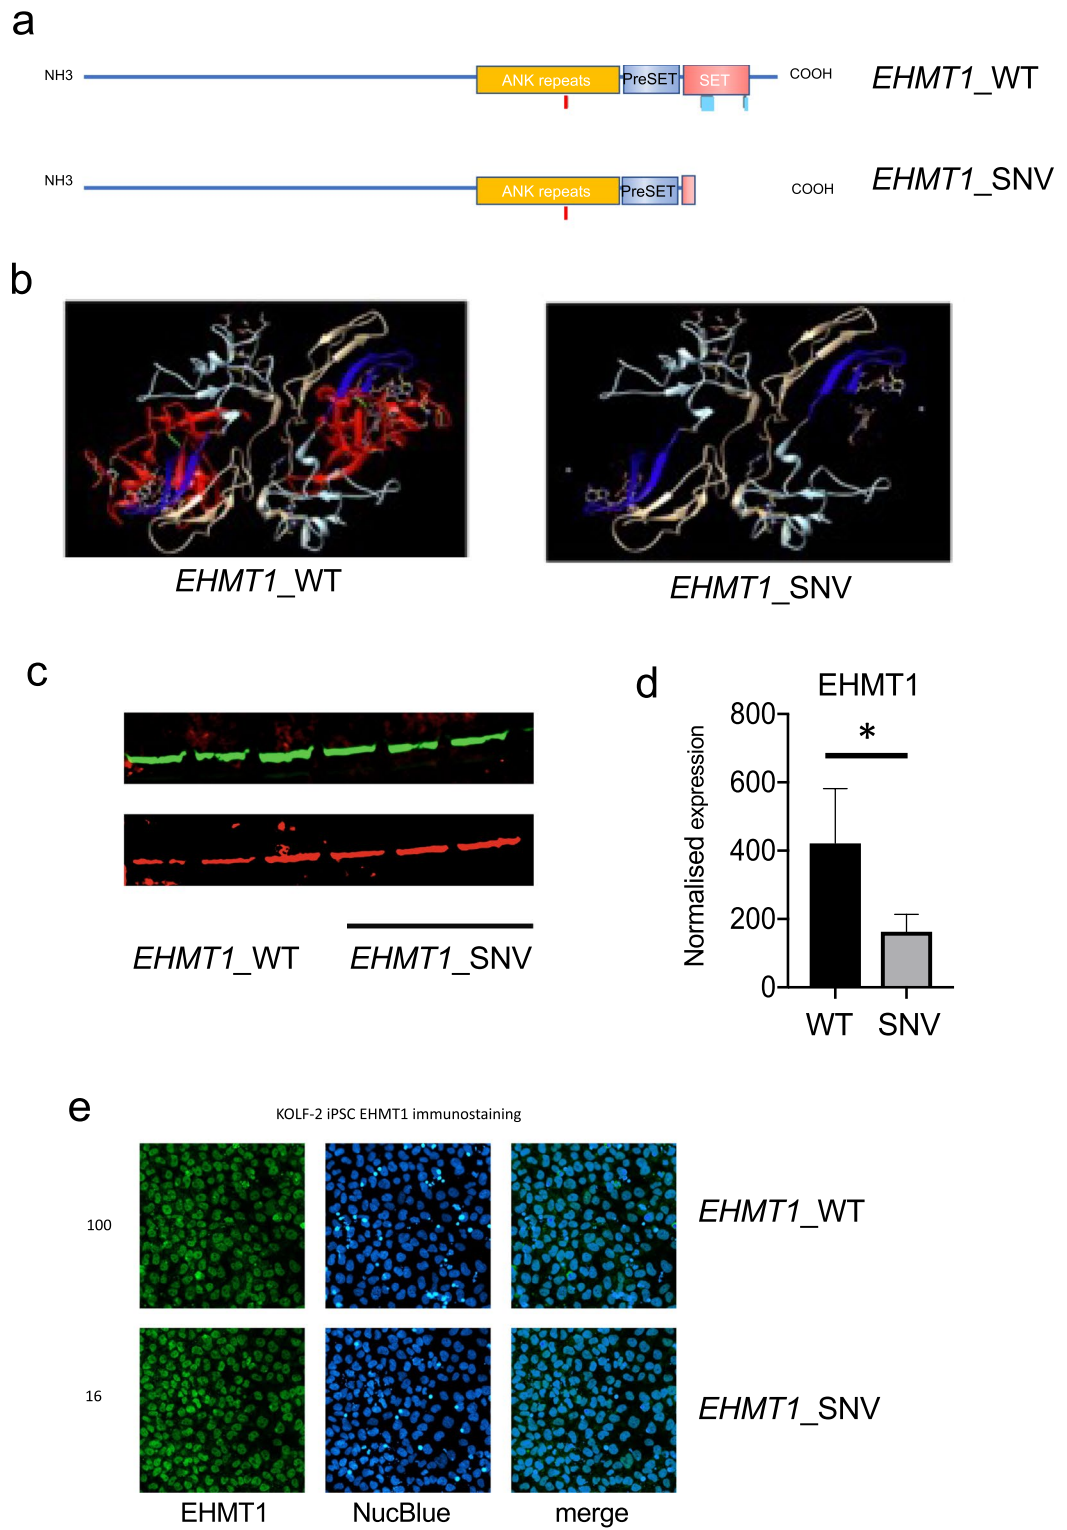 a
NH3
ANK repeats
PreSET
SET
COOH
EHMT1_WT
NH3
ANK repeats
PreSET
COOH
EHMT1_SNV
b
EHMT1_WT
EHMT1_SNV
c
EHMT1_WT
EHMT1_SNV
d
EHMT1
Normalised expression
800
600
400
200
0
*
WT
SNV
e
KOLF-2 iPSC EHMT1 immunostaining
100
EHMT1_WT
16
EHMT1_SNV
EHMT1
NucBlue
merge